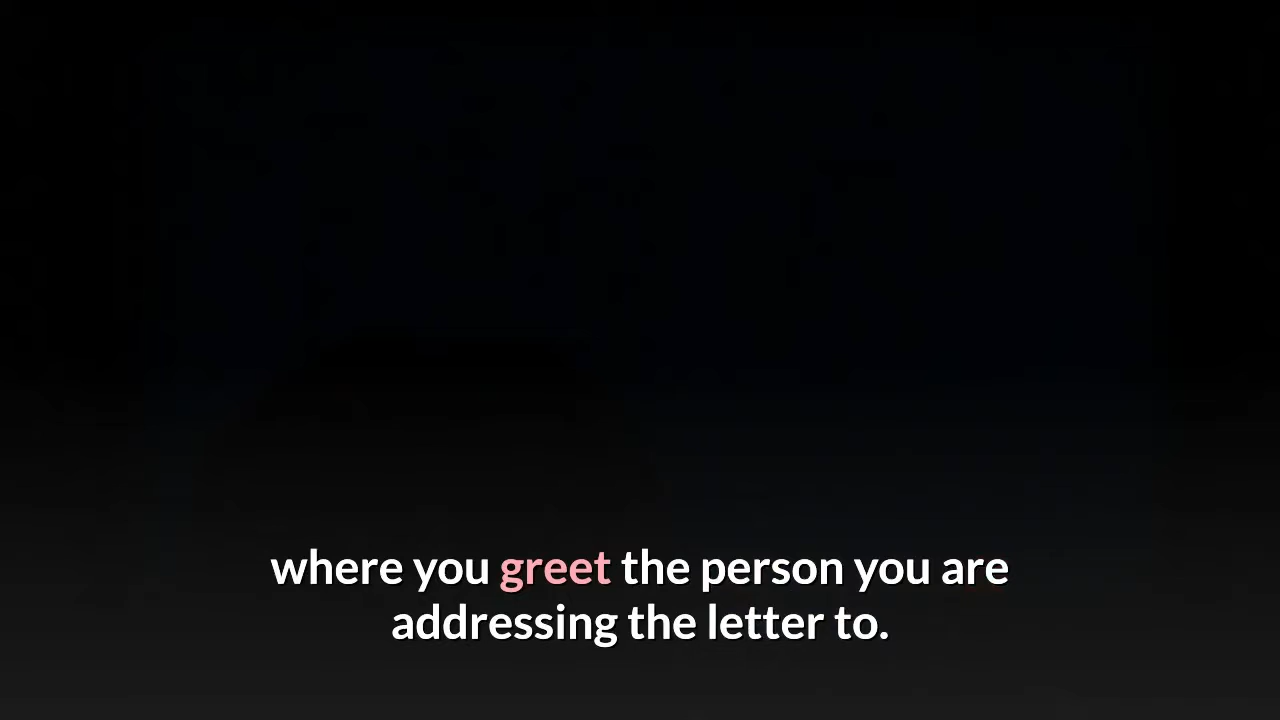 where you greet the person you are
addressing the letter to.